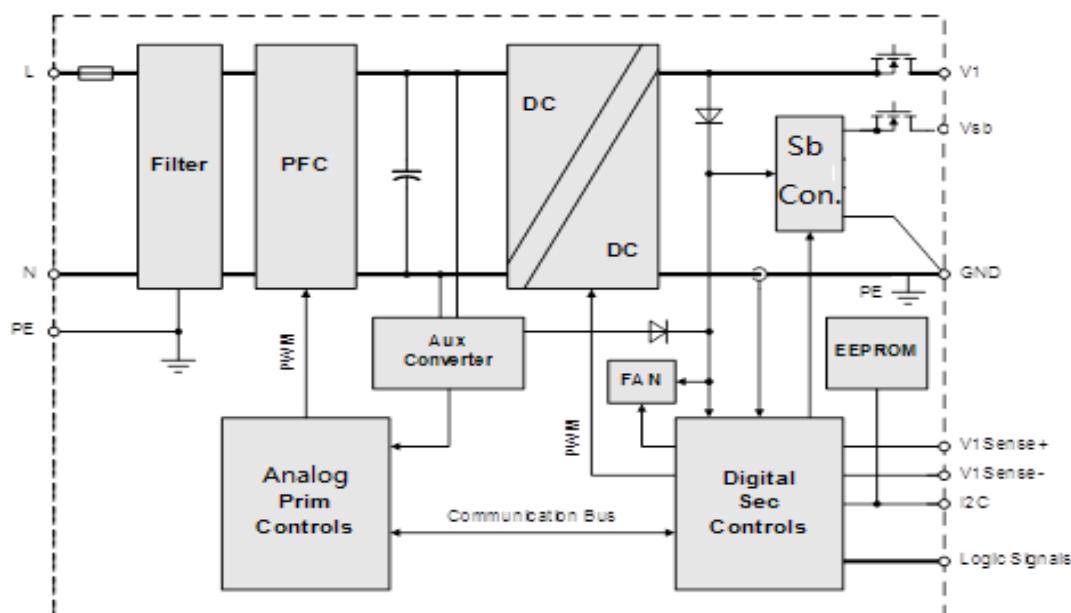 L
V1
DC
Vsb
Filter
PFC
Sb
Con.
DC
N
GND
PE
PE
Aux
Converter
EEPROM
PWM
FAN
PWM
V1Sense+
Analog
Prim
Controls
Digital
Sec
Controls
V1Sense-
I2C
Communication Bus
Logic Signals